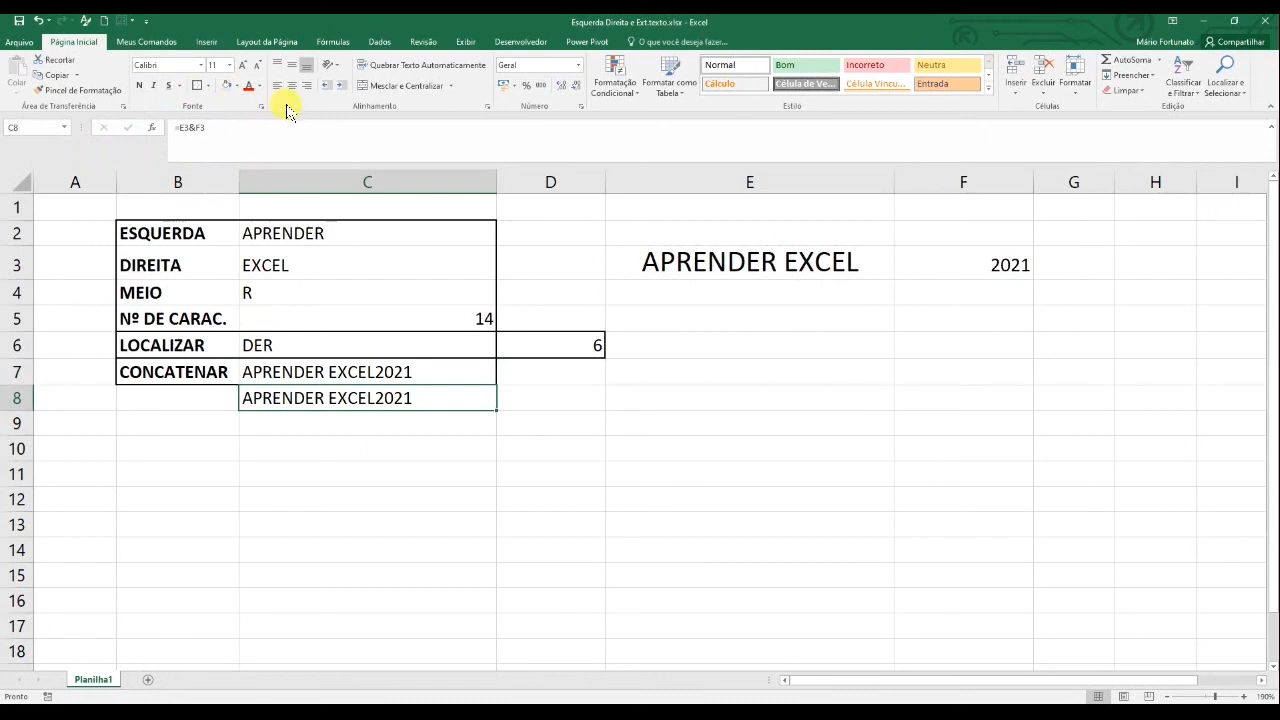 Esquerda Direita e Ext.texto.xlsx - Excel
Arquivo Página Inicial Meus Comandos Inserir Layout da Página Fórmulas Dados Revisão Exibir Desenvolvedor Power Pivot O que você deseja fazer... Mário Fortunato Compartilhar
Colar Recortar Copiar Pincel de Formatação
Calibri 11 N I S A
Quebrar Texto Automaticamente
Mesclar e Centralizar
Geral % 000
Formatação Condicional Formatar como Tabela
Normal Bom Incorreto Neutra
Cálculo Célula de Ve... Célula Víncu... Entrada
Inserir Excluir Formatar
AutoSoma Preencher Limpar
Classificar e Filtrar Localizar e Selecionar
Área de Transferência Fonte Alinhamento Número Estilo Células Edição
C8 fx =E3&F3
A B C D E F G H I
1
2 ESQUERDA APRENDER
3 DIREITA EXCEL APRENDER EXCEL 2021
4 MEIO R
5 Nº DE CARAC. 14
6 LOCALIZAR DER 6
7 CONCATENAR APRENDER EXCEL2021
8 APRENDER EXCEL2021
9
10
11
12
13
14
15
16
17
18
Planilha1
Pronto 190%